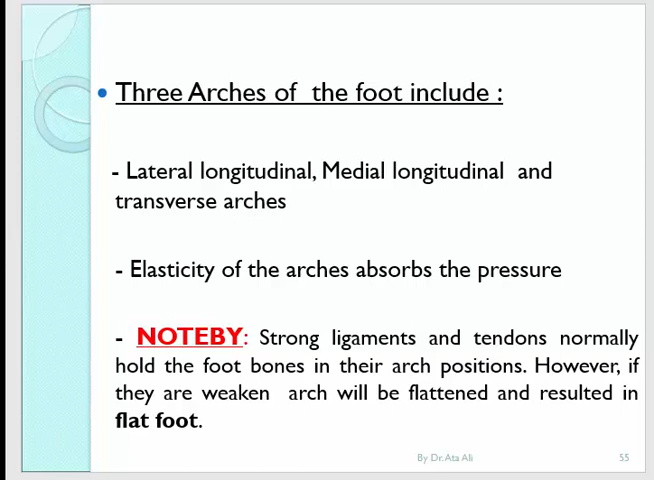 • Three Arches of the foot include :
- Lateral longitudinal, Medial longitudinal and
transverse arches
- Elasticity of the arches absorbs the pressure
- NOTEBY: Strong ligaments and tendons normally
hold the foot bones in their arch positions. However, if
they are weaken arch will be flattened and resulted in
flat foot.
By Dr. Ata Ali 55